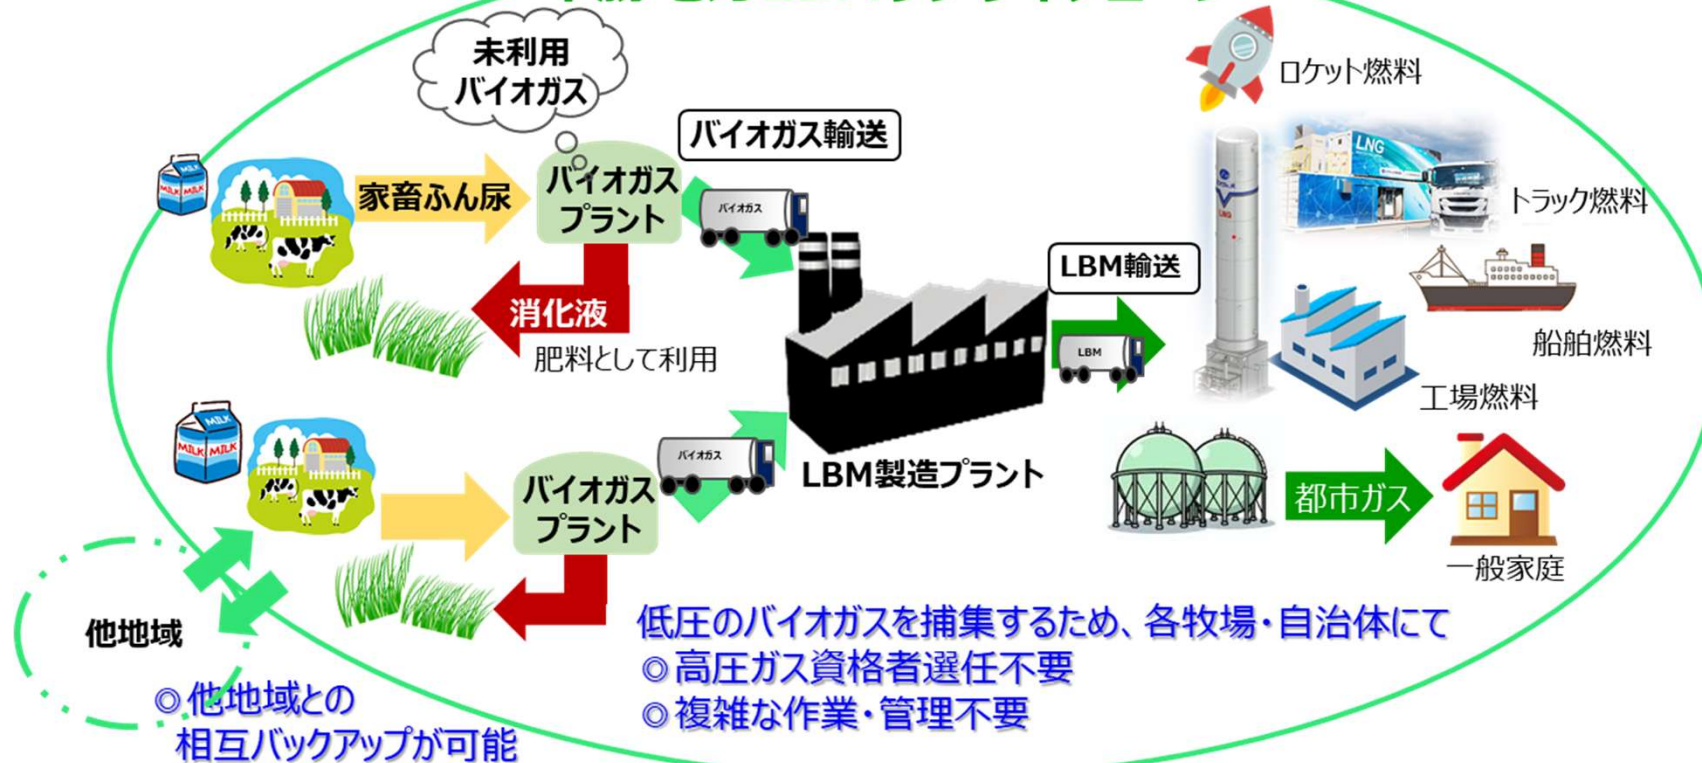 未利用
バイオガス
ロケット燃料
バイオガス輸送
MILK MILK
家畜ふん尿
バイオガス
プラント
バイオガス
LNG
LNG
トラック燃料
消化液
肥料として利用
LBM輸送
LBM
船舶燃料
工場燃料
MILK
MILK MILK
バイオガス
LBM製造プラント
バイオガス
プラント
都市ガス
一般家庭
他地域
低圧のバイオガスを捕集するため、各牧場・自治体にて
◎高圧ガス資格者選任不要
◎複雑な作業・管理不要
◎他地域との
相互バックアップが可能